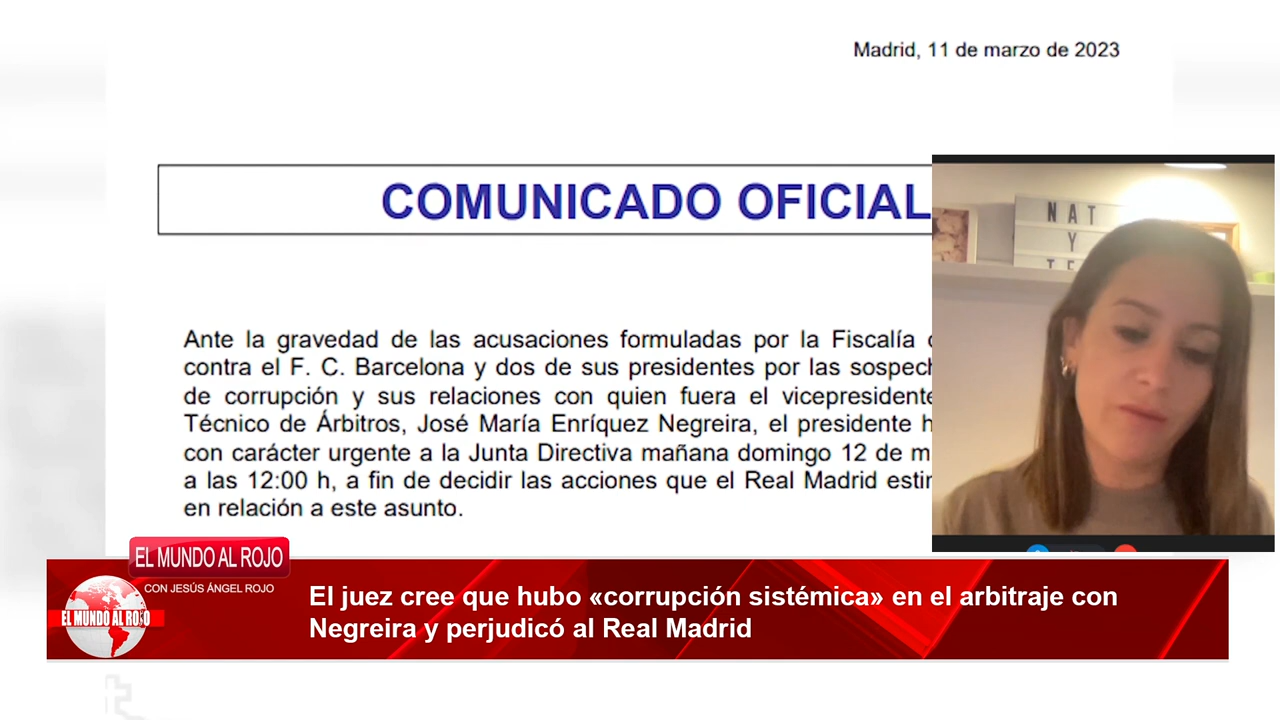 Madrid, 11 de marzo de 2023
COMUNICADO OFICIAL
Ante la gravedad de las acusaciones formuladas por la Fiscalía
contra el F. C. Barcelona y dos de sus presidentes por las
de corrupción y sus relaciones con quien fuera el vicepresidente
Técnico de Árbitros, José María Enríquez Negreira, el presidente
con carácter urgente a la Junta Directiva mañana domingo 12 de
a las 12:00 h, a fin de decidir las acciones que el Real Madrid
en relación a este asunto.
NAT
Y
EL MUNDO AL ROJO
CON JESÚS ÁNGEL ROJO
EL MUNDO AL ROJO
El juez cree que hubo «corrupción sistémica» en el arbitraje con
Negreira y perjudicó al Real Madrid